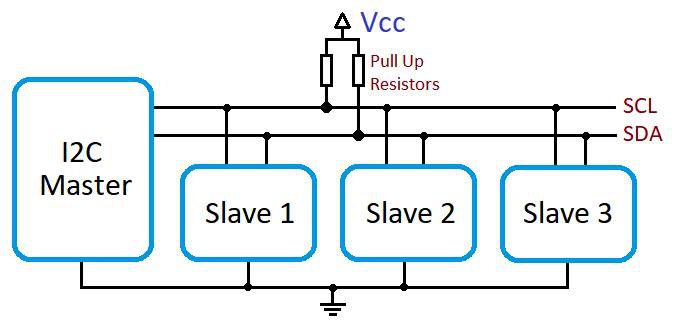 Vcc
Pull Up
Resistors
SCL
SDA
I2C
Master
Slave 1
Slave 2
Slave 3